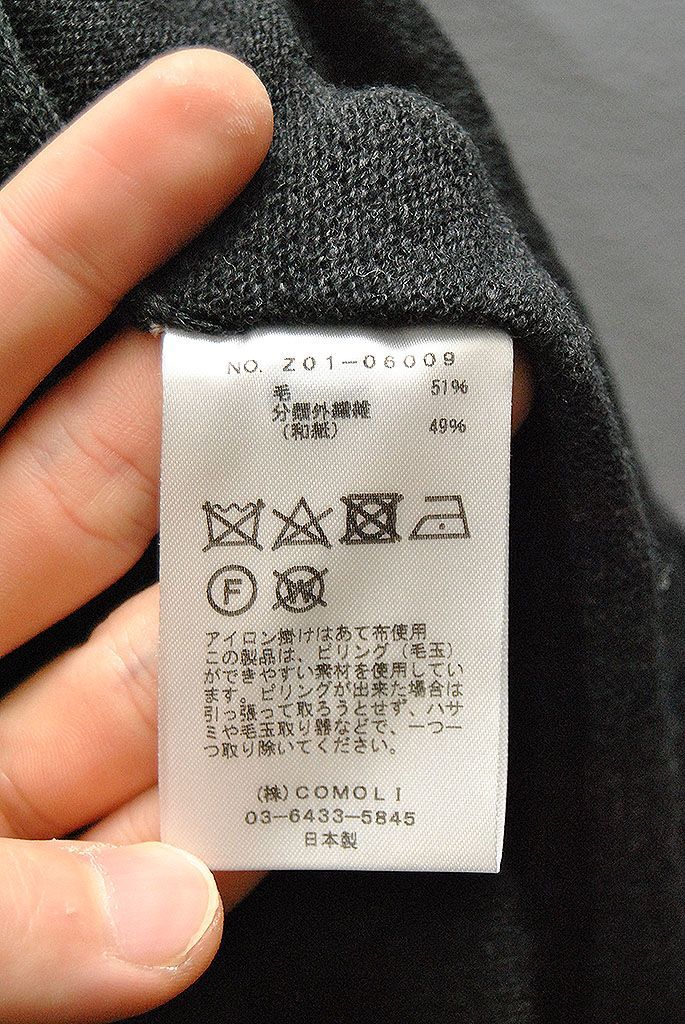 NO. Z01-06009
毛 51%
分類外繊維
(和紙) 49%
F
W
アイロン掛けはあて布使用
この製品は、ピリング(毛玉)
ができやすい素材を使用してい
ます。ピリングが出来た場合は
引っ張って取ろうとせず、ハサ
ミや毛玉取り器などで、一つ一
つ取り除いてください。
(株)COMOLI
03-6433-5845
日本製